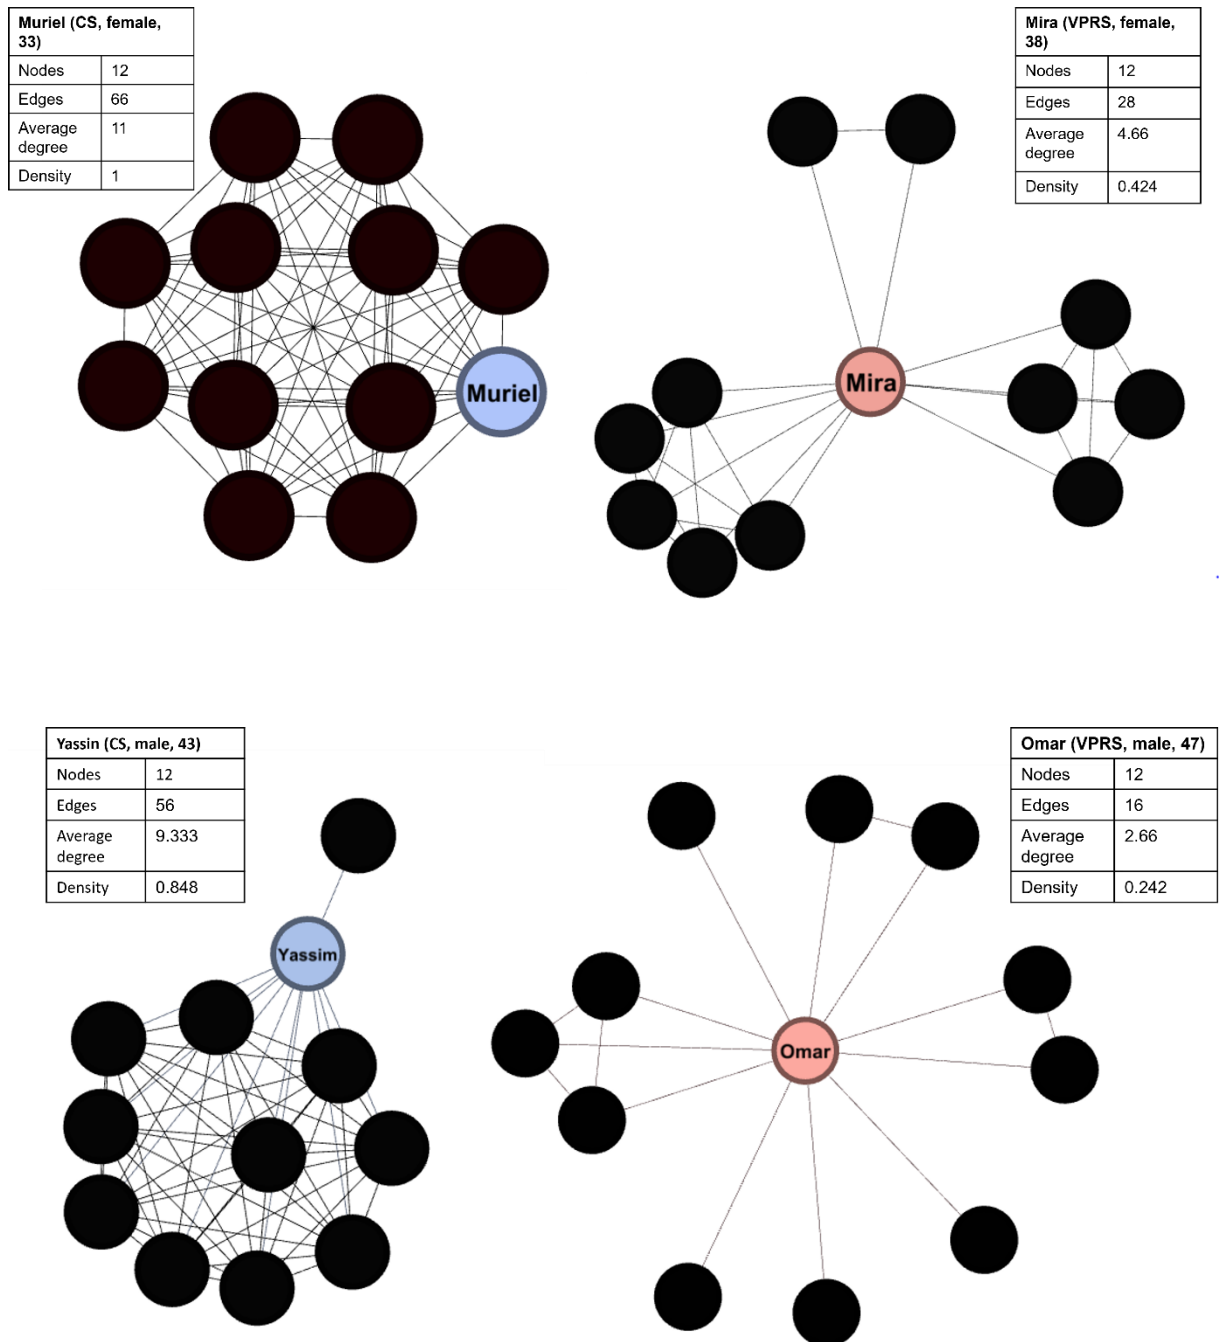 Muriel (CS, female,
33)
Nodes 12
Edges 66
Average
degree 11
Density 1
Muriel
Mira (VPRS, female,
38)
Nodes 12
Edges 28
Average
degree 4.66
Density 0.424
Mira
Yassin (CS, male, 43)
Nodes 12
Edges 56
Average
degree 9.333
Density 0.848
Yassim
Omar (VPRS, male, 47)
Nodes 12
Edges 16
Average
degree 2.66
Density 0.242
Omar